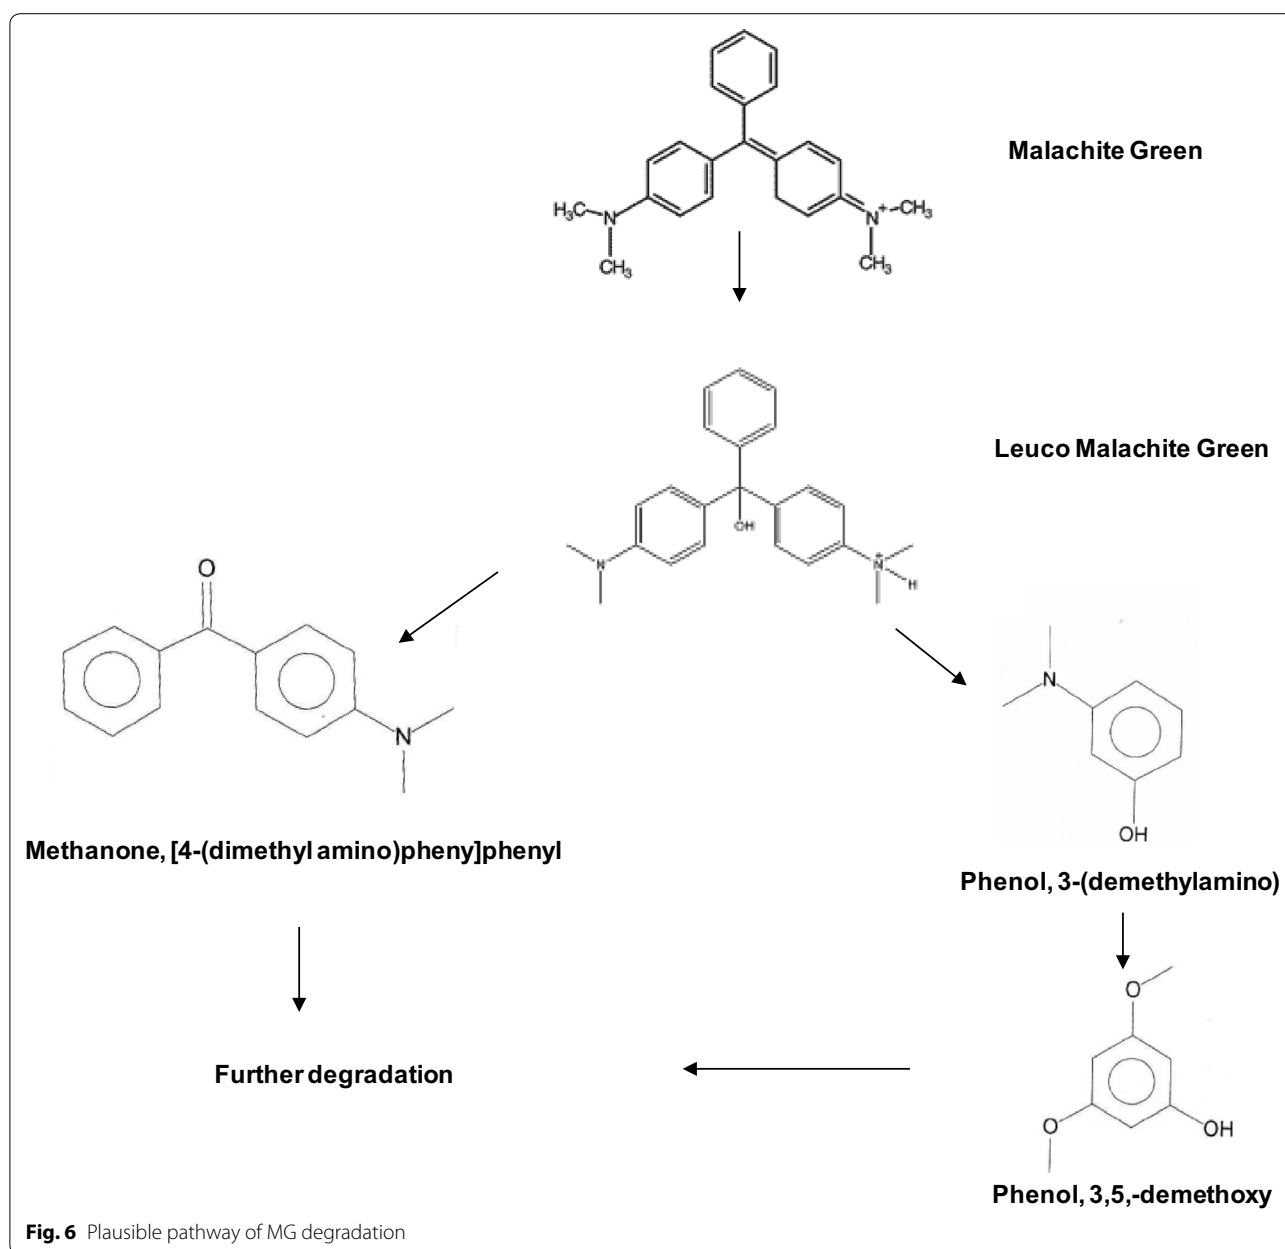 Malachite Green
H₃C
N
CH₃
N⁺
CH₃
CH₃
Leuco Malachite Green
OH
N
N⁺
H
O
N
Methanone, [4-(dimethyl amino)pheny]phenyl
N
OH
Phenol, 3-(demethylamino)
O
O
OH
Phenol, 3,5,-demethoxy
Further degradation
Fig. 6 Plausible pathway of MG degradation